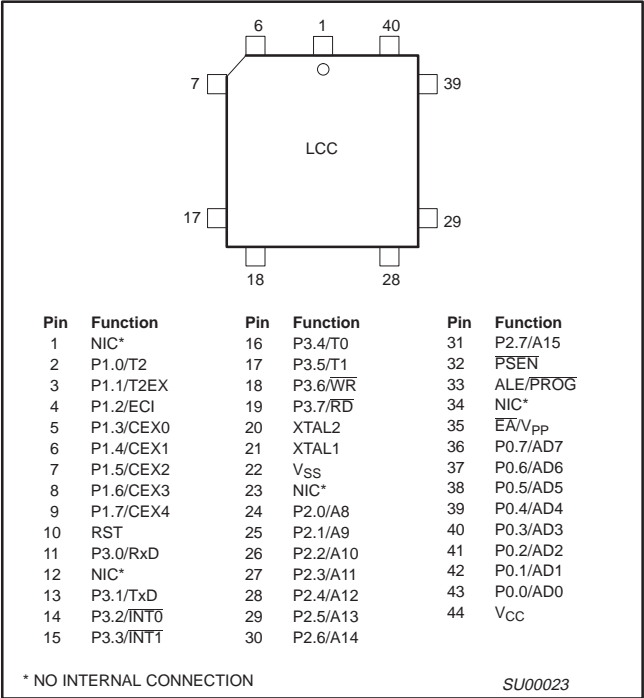 6 1 40
7 39
LCC
17 29
18 28
Pin Function Pin Function Pin Function
1 NIC* 16 P3.4/T0 31 P2.7/A15
2 P1.0/T2 17 P3.5/T1 32 P̅S̅E̅N̅
3 P1.1/T2EX 18 P3.6/W̅R̅ 33 ALE/P̅R̅O̅G̅
4 P1.2/ECI 19 P3.7/R̅D̅ 34 NIC*
5 P1.3/CEX0 20 XTAL2 35 E̅A̅/VPP
6 P1.4/CEX1 21 XTAL1 36 P0.7/AD7
7 P1.5/CEX2 22 VSS 37 P0.6/AD6
8 P1.6/CEX3 23 NIC* 38 P0.5/AD5
9 P1.7/CEX4 24 P2.0/A8 39 P0.4/AD4
10 RST 25 P2.1/A9 40 P0.3/AD3
11 P3.0/RxD 26 P2.2/A10 41 P0.2/AD2
12 NIC* 27 P2.3/A11 42 P0.1/AD1
13 P3.1/TxD 28 P2.4/A12 43 P0.0/AD0
14 P3.2/I̅N̅T̅0̅ 29 P2.5/A13 44 VCC
15 P3.3/I̅N̅T̅1̅ 30 P2.6/A14
* NO INTERNAL CONNECTION SU00023